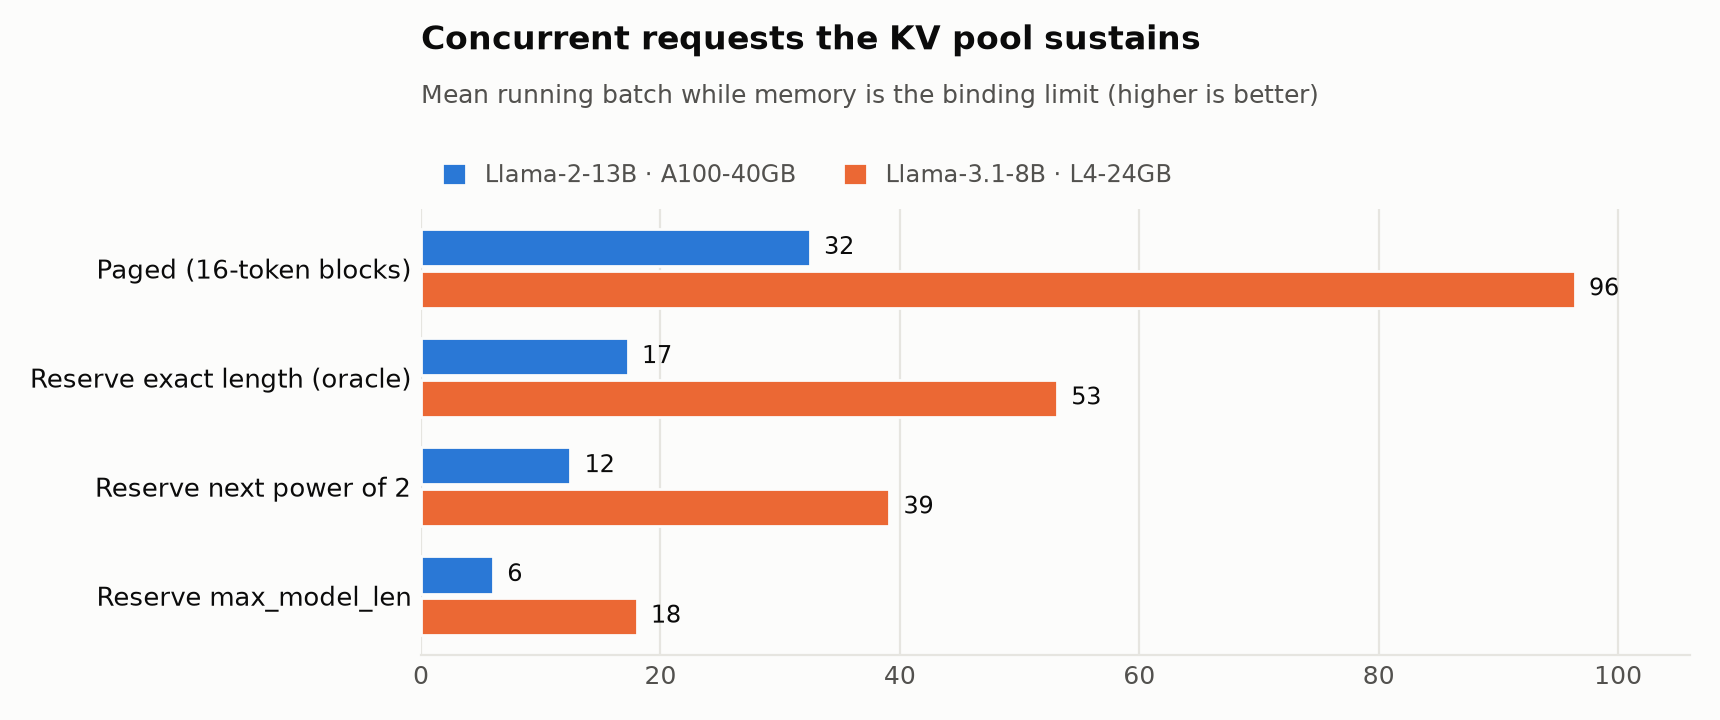 Concurrent requests the KV pool sustains
Mean running batch while memory is the binding limit (higher is better)
Llama-2-13B · A100-40GB
Llama-3.1-8B · L4-24GB
Paged (16-token blocks)
32
96
Reserve exact length (oracle)
17
53
Reserve next power of 2
12
39
Reserve max_model_len
6
18
0 20 40 60 80 100